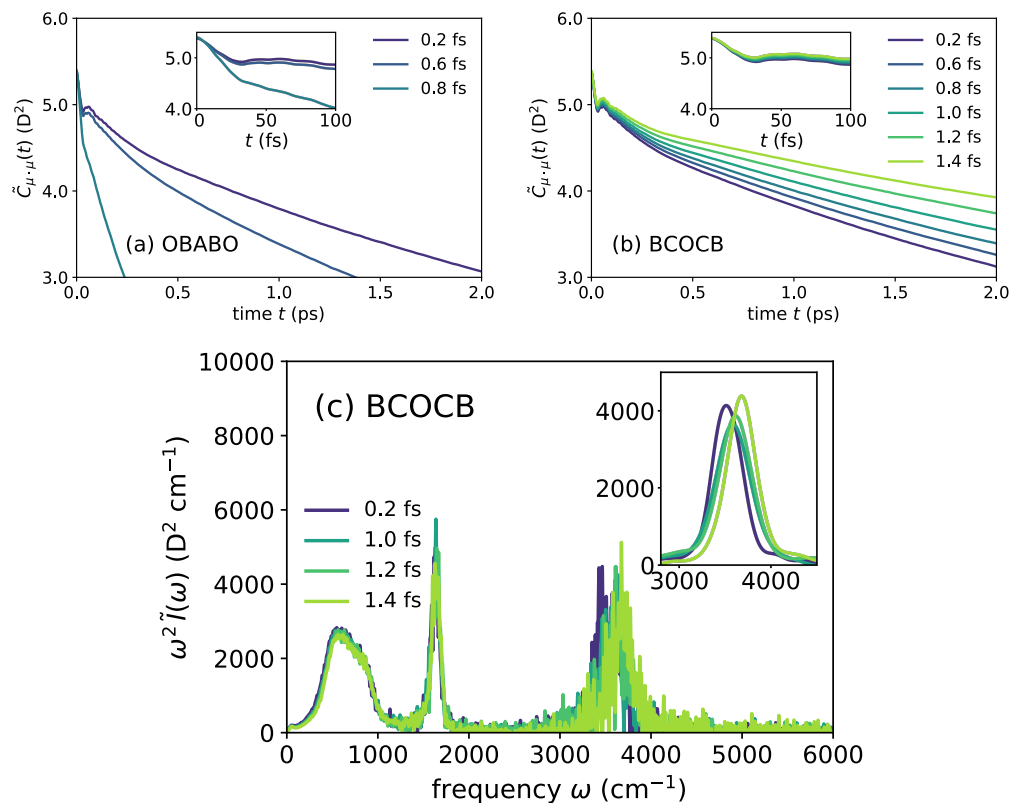 6.0
5.0
4.0
3.0
C̃μ·μ(t) (D²)
0.0 0.5 1.0 1.5 2.0
time t (ps)
(a) OBABO
0.2 fs
0.6 fs
0.8 fs
5.0
4.0
0 50 100
t (fs)
6.0
5.0
4.0
3.0
C̃μ·μ(t) (D²)
0.0 0.5 1.0 1.5 2.0
time t (ps)
(b) BCOCB
0.2 fs
0.6 fs
0.8 fs
1.0 fs
1.2 fs
1.4 fs
5.0
4.0
0 50 100
t (fs)
10000
8000
6000
4000
2000
0
ω² Ĩ(ω) (D² cm⁻¹)
0 1000 2000 3000 4000 5000 6000
frequency ω (cm⁻¹)
(c) BCOCB
0.2 fs
1.0 fs
1.2 fs
1.4 fs
4000
2000
0
3000 4000